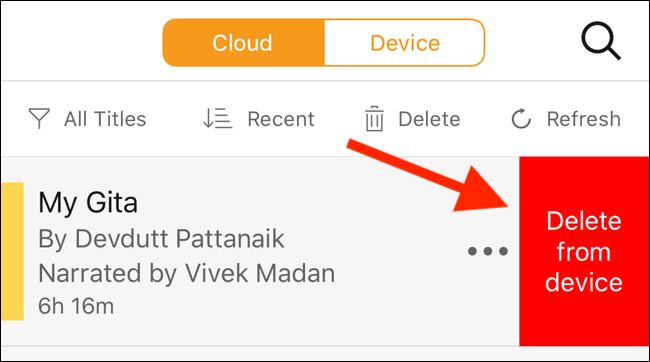 Cloud Device
All Titles Recent Delete Refresh
My Gita
By Devdutt Pattanaik
Narrated by Vivek Madan
6h 16m
Delete
from
device